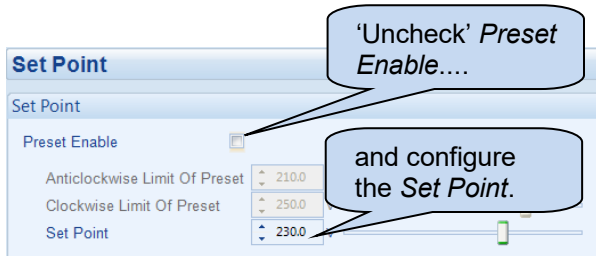 ‘Uncheck’ Preset
Enable....
Set Point
Set Point
Preset Enable
and configure
the Set Point.
Anticlockwise Limit Of Preset 210.0
Clockwise Limit Of Preset 250.0
Set Point 230.0